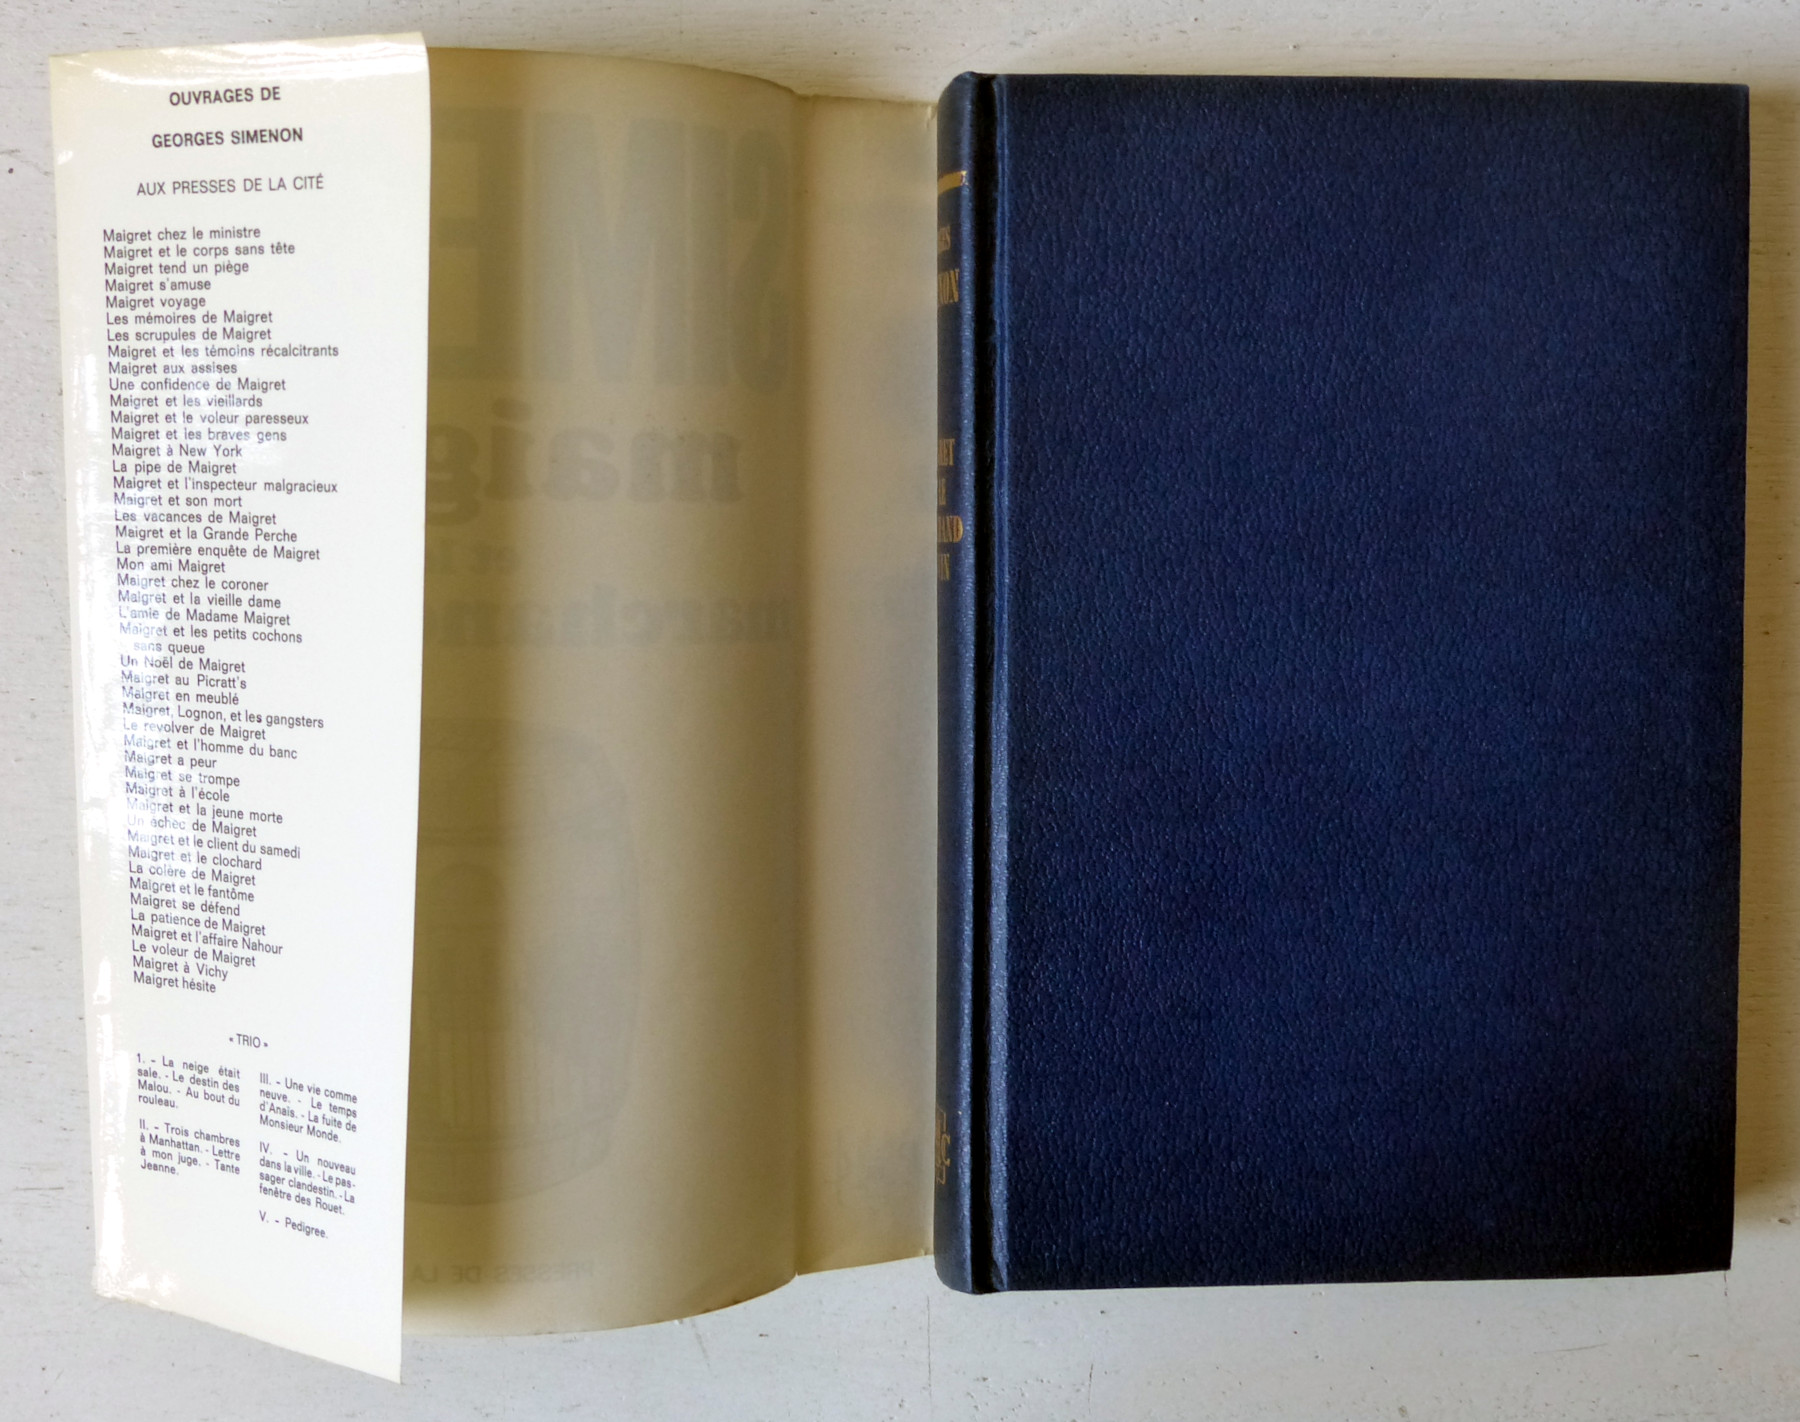 OUVRAGES DE
GEORGES SIMENON
AUX PRESSES DE LA CITÉ
Maigret chez le ministre
Maigret et le corps sans tête
Maigret tend un piège
Maigret s'amuse
Maigret voyage
Les mémoires de Maigret
Les scrupules de Maigret
Maigret et les témoins récalcitrants
Maigret aux assises
Une confidence de Maigret
Maigret et les vieillards
Maigret et le voleur paresseux
Maigret et les braves gens
Maigret à New York
La pipe de Maigret
Maigret et l'inspecteur malgracieux
Maigret et son mort
Les vacances de Maigret
Maigret et la Grande Perche
La première enquête de Maigret
Mon ami Maigret
Maigret chez le coroner
Maigret et la vieille dame
L'amie de Madame Maigret
Maigret et les petits cochons
sans queue
Un Noël de Maigret
Maigret au Picratt's
Maigret en meublé
Maigret, Lognon, et les gangsters
Le revolver de Maigret
Maigret et l'homme du banc
Maigret a peur
Maigret se trompe
Maigret à l'école
Maigret et la jeune morte
Un échec de Maigret
Maigret et le client du samedi
Maigret et le clochard
La colère de Maigret
Maigret et le fantôme
Maigret se défend
La patience de Maigret
Maigret et l'affaire Nahour
Le voleur de Maigret
Maigret à Vichy
Maigret hésite
« TRIO »
1. - La neige était
sale. - Le destin des
Malou. - Au bout du
rouleau.
II. - Trois chambres
à Manhattan. - Lettre
à mon juge. - Tante
Jeanne.
III. - Une vie comme
neuve. - Le temps
d'Anaïs. - La fuite de
Monsieur Monde.
IV. - Un nouveau
dans la ville. - Le pas-
sager clandestin. - La
fenêtre des Rouet.
V. - Pedigree.
SIME
maig
PRESSES DE LA